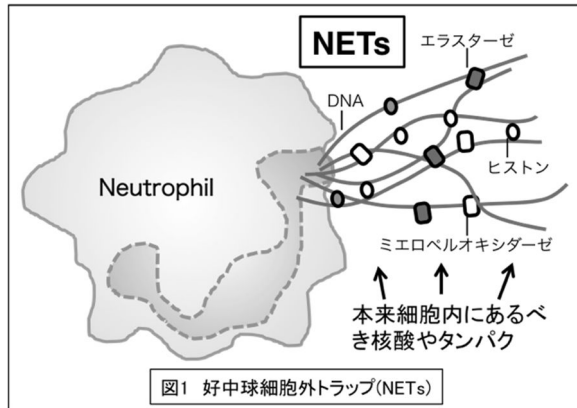 NETs
エラスターゼ
DNA
Neutrophil
ヒストン
ミエロペルオキシダーゼ
本来細胞内にあるべ
き核酸やタンパク
図1 好中球細胞外トラップ(NETs)